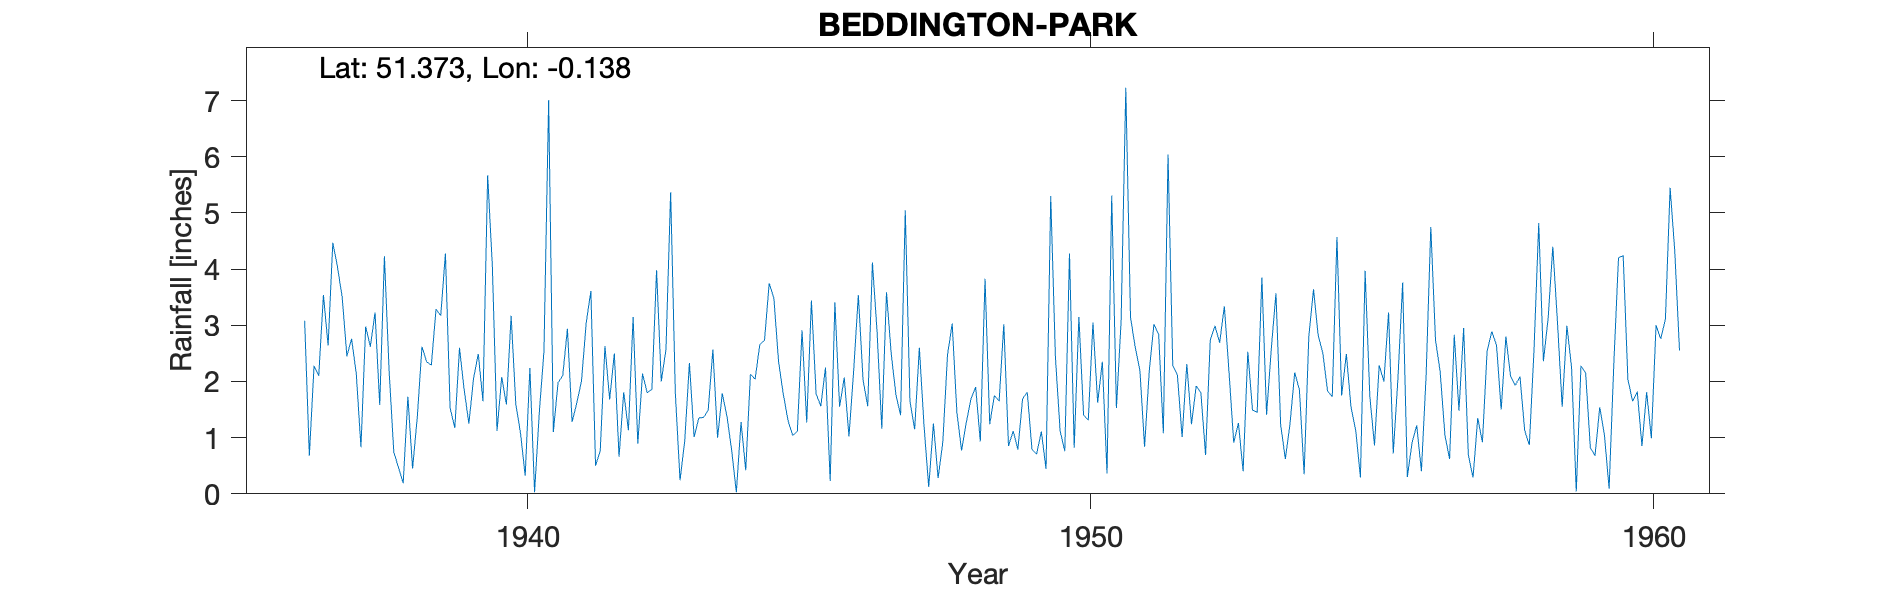 BEDDINGTON-PARK
Lat: 51.373, Lon: -0.138
7
6
5
4
3
2
1
0
Rainfall [inches]
1940 1950 1960
Year